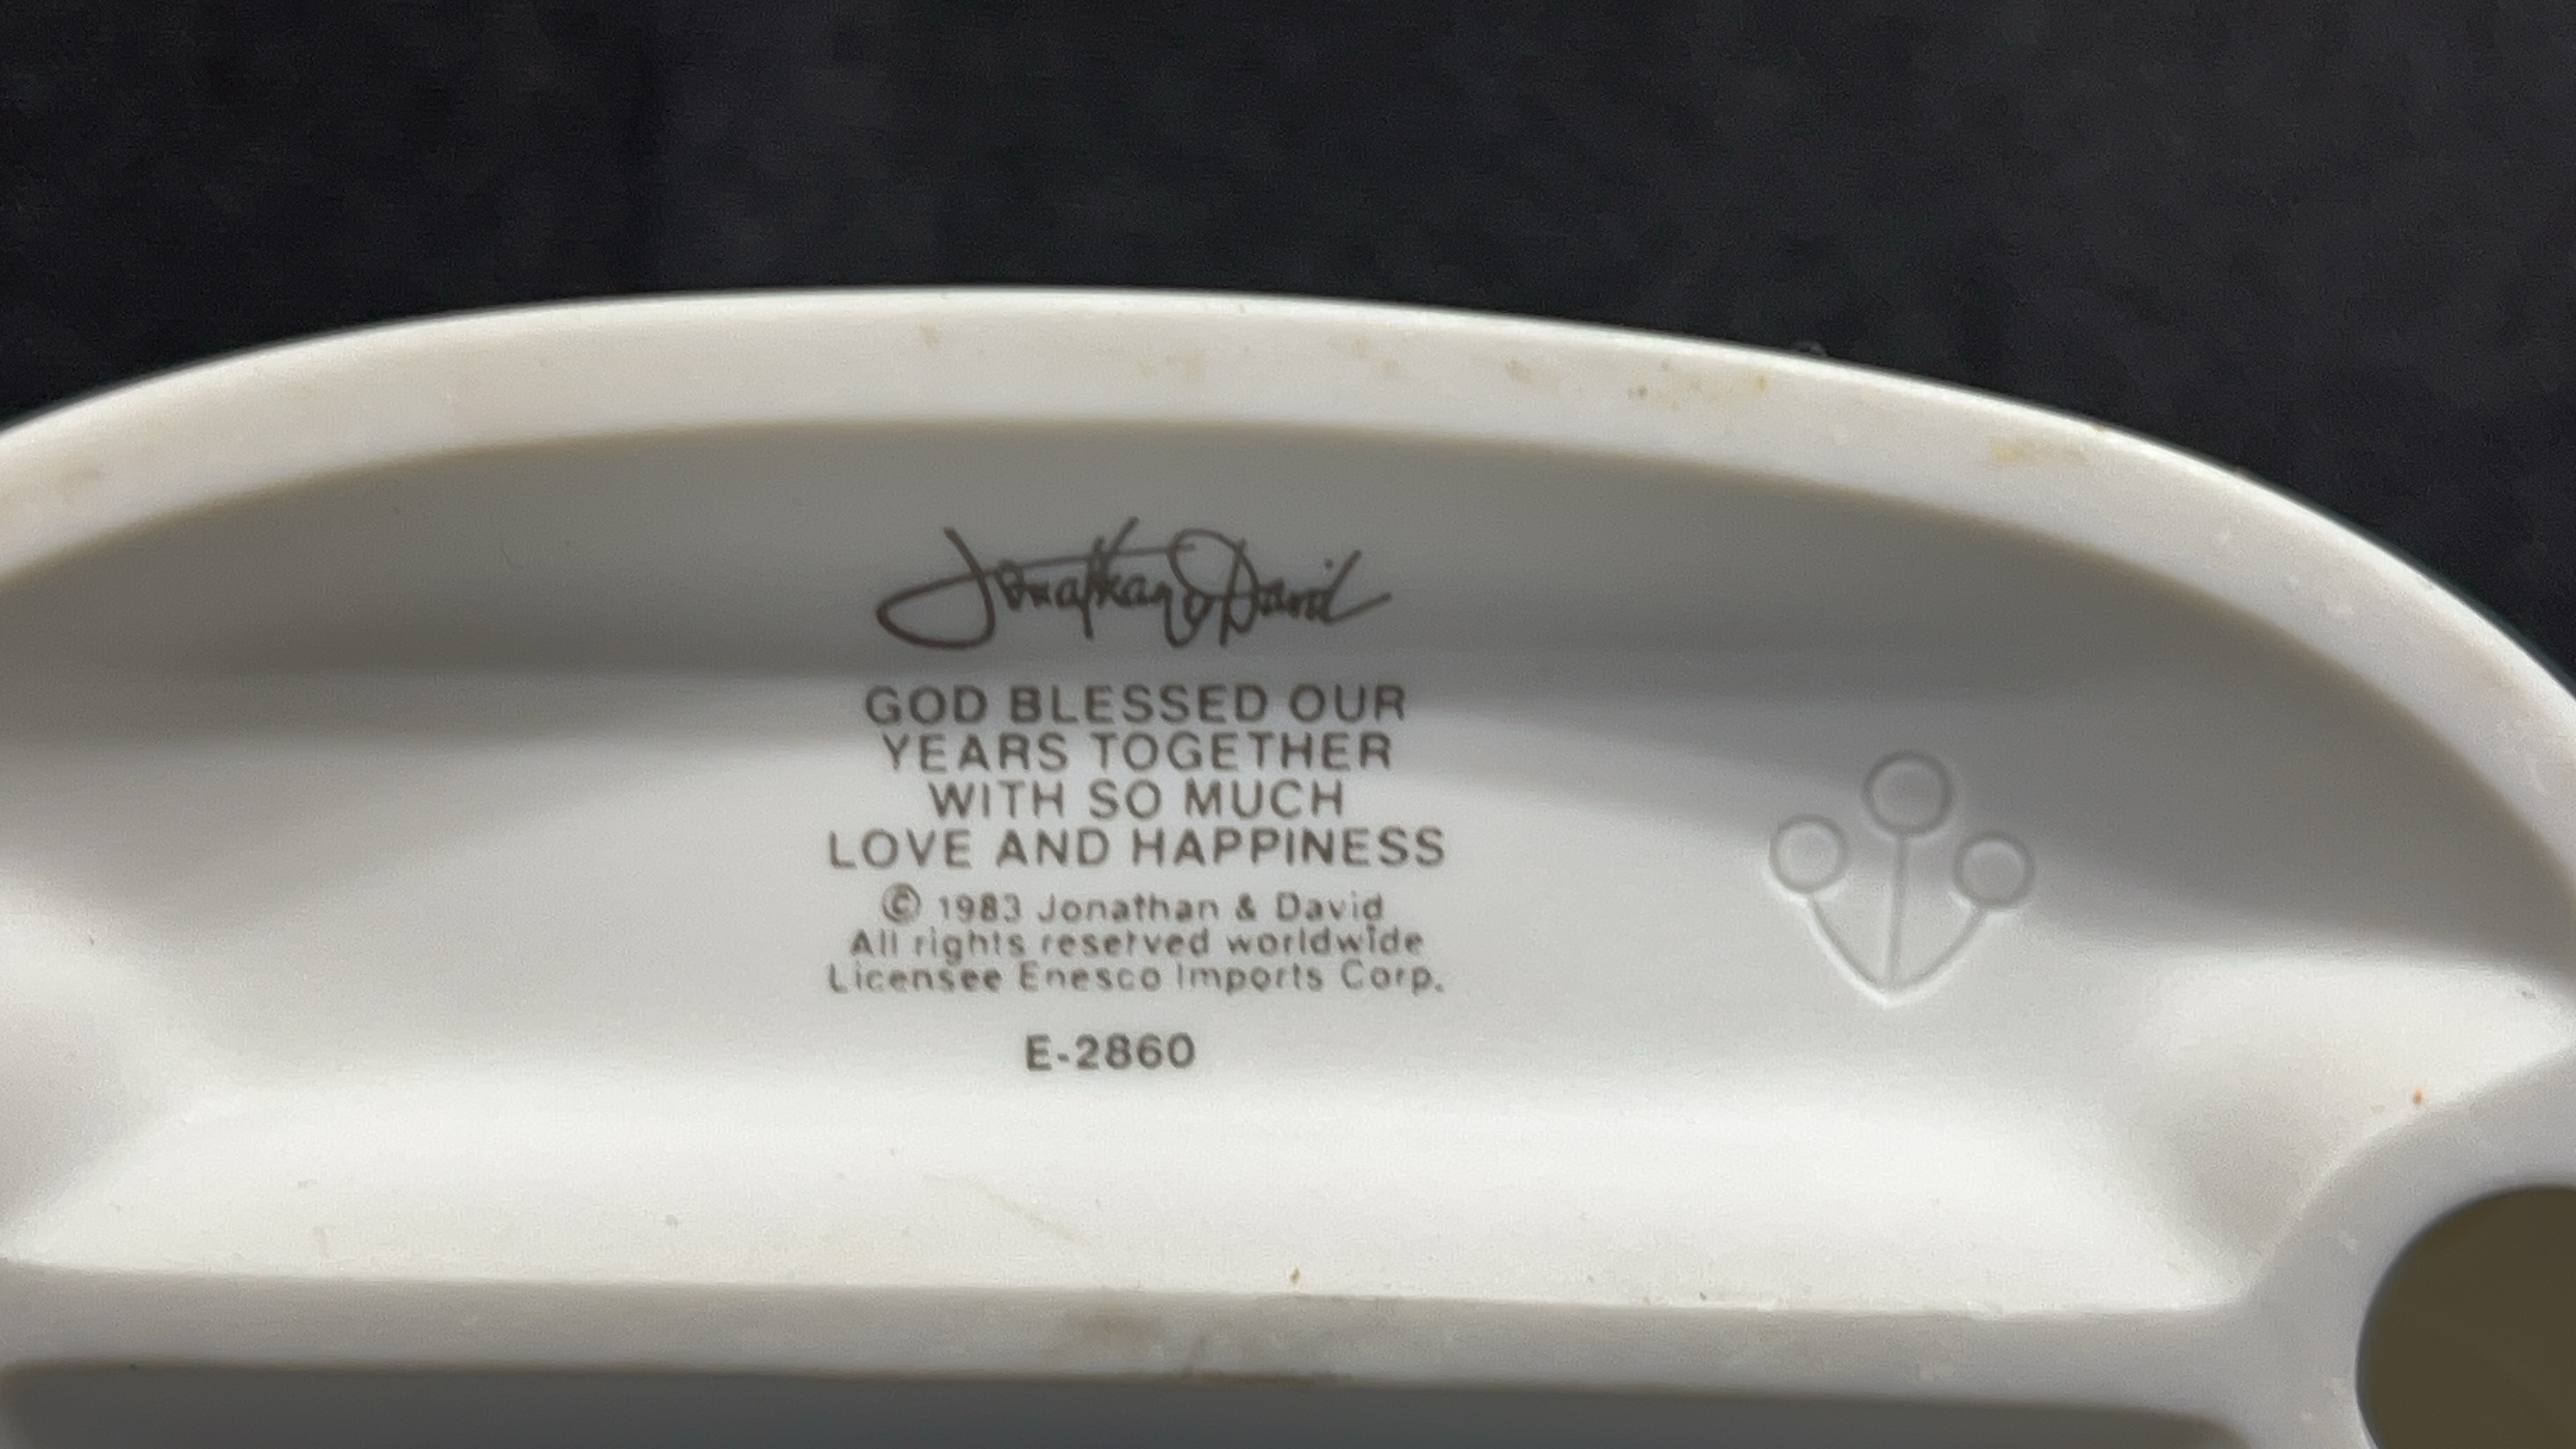 Jonathan & David
GOD BLESSED OUR
YEARS TOGETHER
WITH SO MUCH
LOVE AND HAPPINESS
© 1983 Jonathan & David
All rights reserved worldwide
Licensee Enesco Imports Corp.
E-2860